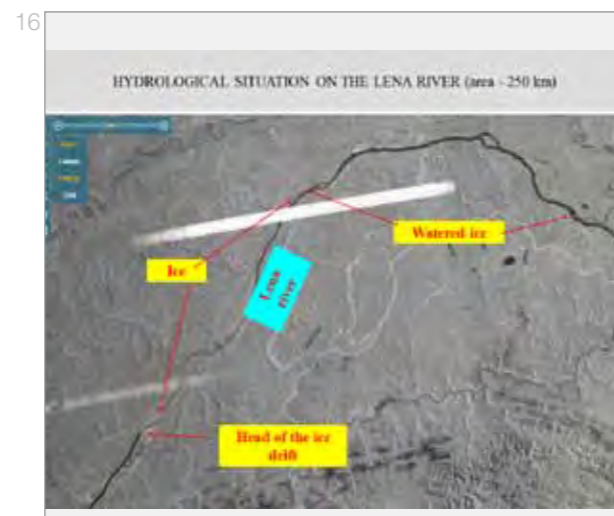 16
HYDROLOGICAL SITUATION ON THE LENA RIVER (area - 250 km)
Watered ice
Ice
Lena
river
Head of the ice
drift